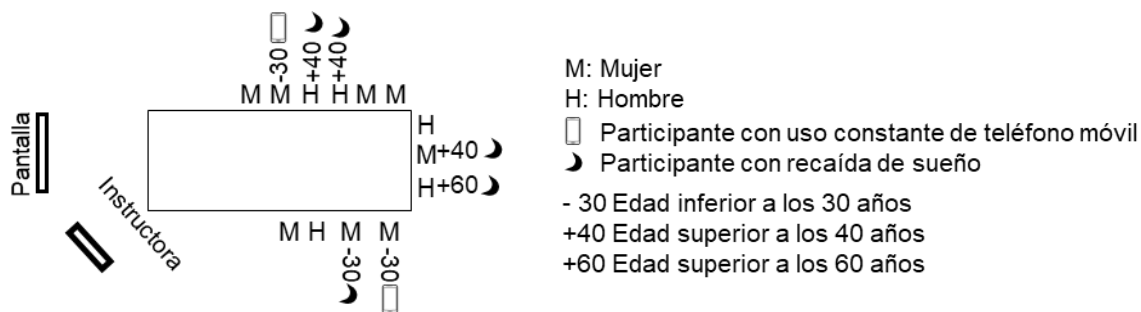 -30 +40 +40
M M H H M M
Pantalla
H
M+40
H+60
Instructora
M H M M
-30 -30
M: Mujer
H: Hombre
Participante con uso constante de teléfono móvil
Participante con recaída de sueño
- 30 Edad inferior a los 30 años
+40 Edad superior a los 40 años
+60 Edad superior a los 60 años